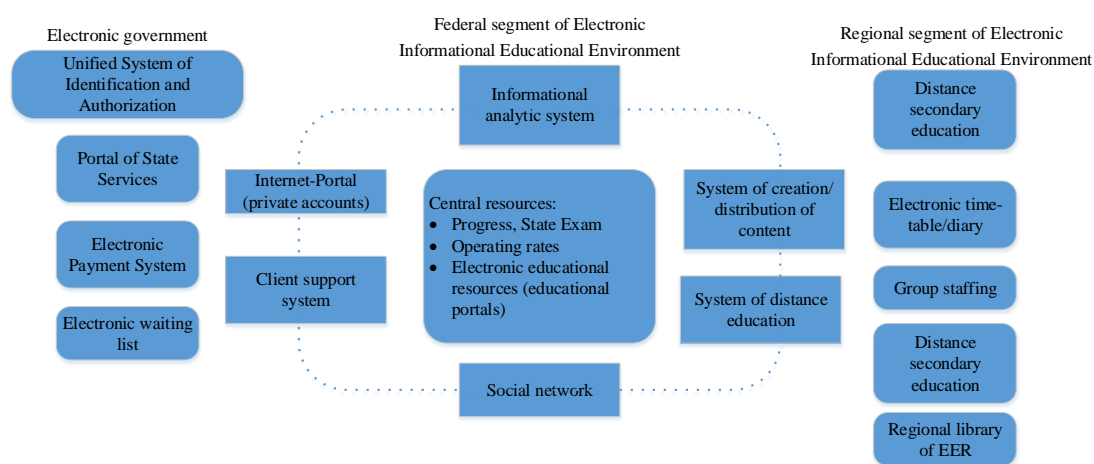 Electronic government
Unified System of
Identification and
Authorization
Portal of State
Services
Electronic
Payment System
Electronic waiting
list
Federal segment of Electronic
Informational Educational Environment
Informational
analytic system
Internet-Portal
(private accounts)
Client support
system
Central resources:
● Progress, State Exam
● Operating rates
● Electronic educational
resources (educational
portals)
System of creation/
distribution of
content
System of distance
education
Social network
Regional segment of Electronic
Informational Educational Environment
Distance
secondary
education
Electronic time-
table/diary
Group staffing
Distance
secondary
education
Regional library
of EER